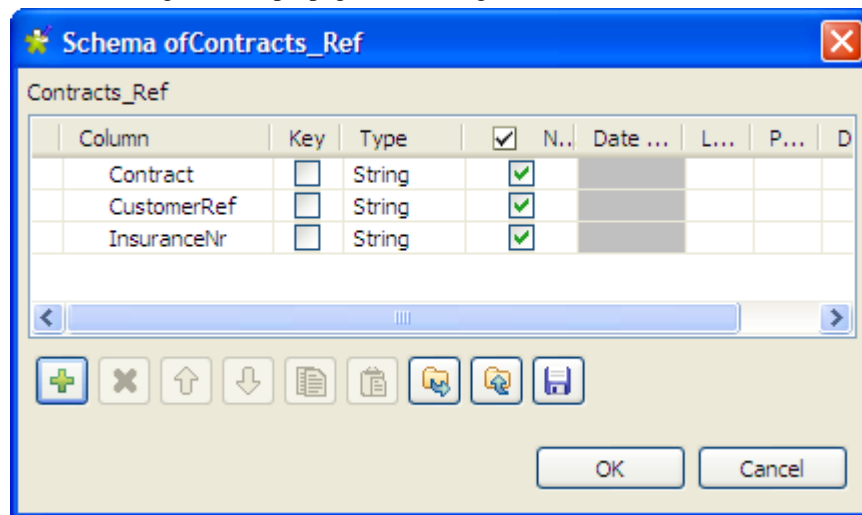 Schema ofContracts_Ref
Contracts_Ref
Column Key Type N.. Date ... L... P... D
Contract String
CustomerRef String
InsuranceNr String
OK Cancel